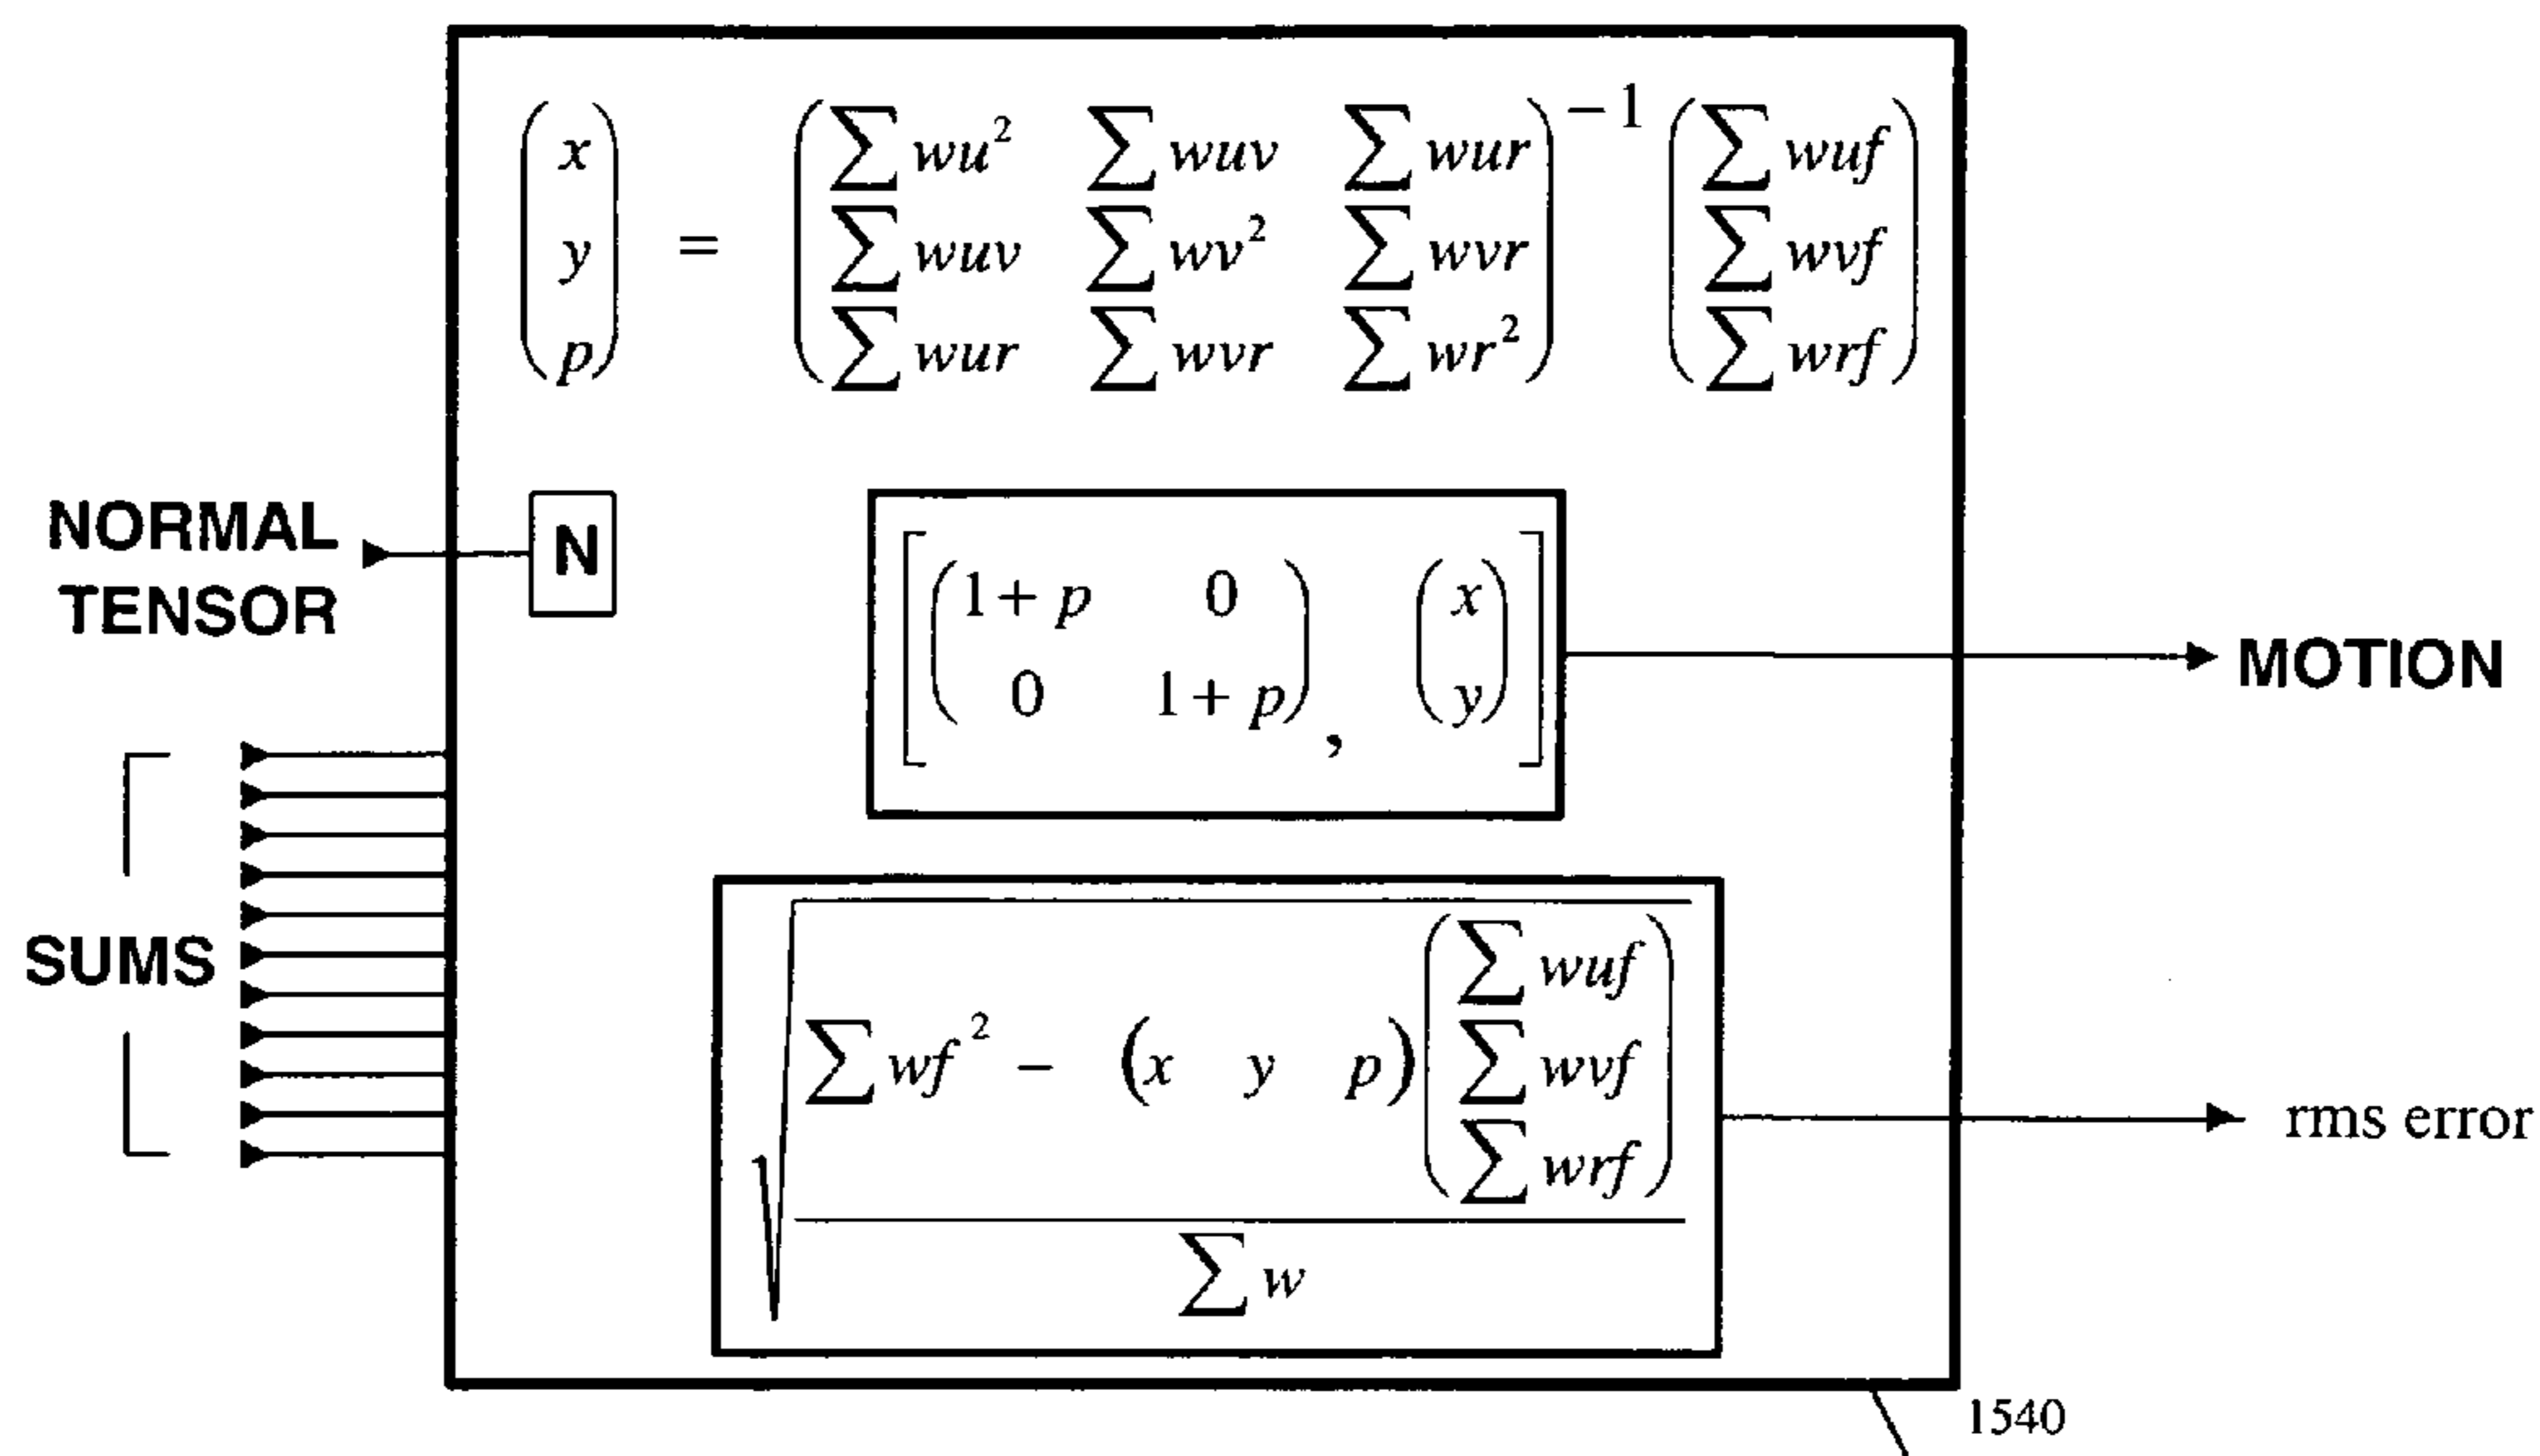 ( x ) = ( ∑ wu²  ∑ wuv  ∑ wur )⁻¹ ( ∑ wuf )
( y )   ( ∑ wuv  ∑ wv²  ∑ wvr )   ( ∑ wvf )
( p )   ( ∑ wur  ∑ wvr  ∑ wr² )   ( ∑ wrf )
NORMAL
TENSOR
N
[ ( 1 + p  0 ) , ( x ) ]
[ ( 0  1 + p )   ( y ) ]
MOTION
SUMS
√
∑ wuf
∑ wf² − (x y p) ∑ wvf
∑ wrf
∑ w
rms error
1540